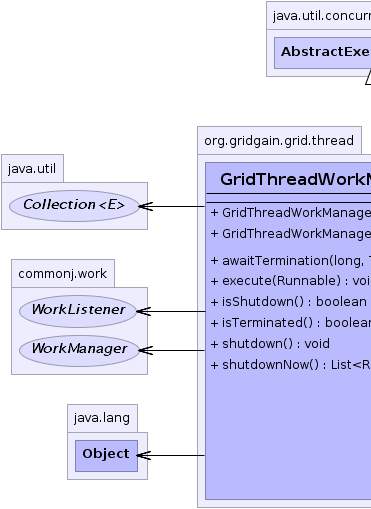 java.util.concurr
AbstractExe
org.gridgain.grid.thread
java.util
GridThreadWorkM
Collection<E>
+ GridThreadWorkManage
+ GridThreadWorkManage
+ awaitTermination(long, T
commonj.work
+ execute(Runnable) : voi
+ isShutdown() : boolean
WorkListener
+ isTerminated() : boolean
+ shutdown() : void
WorkManager
+ shutdownNow() : List<R
java.lang
Object